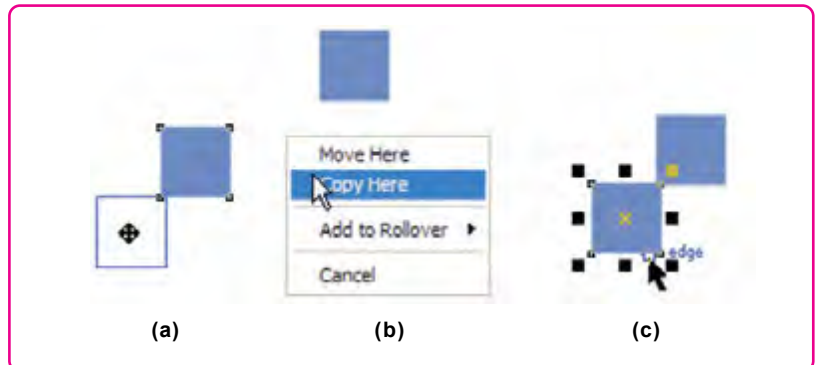 Move Here
Copy Here
Add to Rollover
Cancel
edge
(a) (b) (c)